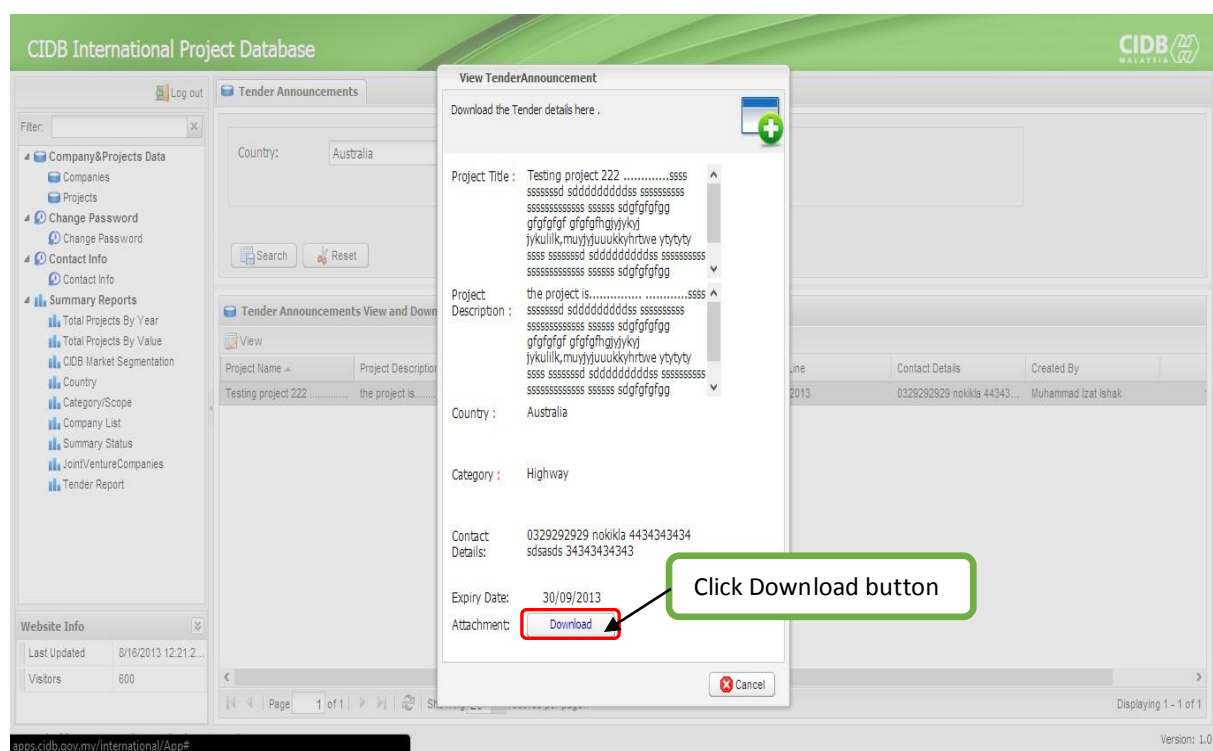 CIDB International Project Database
CIDB
MALAYSIA
Log out
Filter:
Company&Projects Data
Companies
Projects
Change Password
Change Password
Contact Info
Contact Info
Summary Reports
Total Projects By Year
Total Projects By Value
CIDB Market Segmentation
Country
Category/Scope
Company List
Summary Status
JointVentureCompanies
Tender Report
Website Info
Last Updated 8/16/2013 12:21:2...
Visitors 600
Tender Announcements
Country: Australia
Search Reset
Tender Announcements View and Down
View
Project Name Project Description Line Contact Details Created By
Testing project 222 ............. the project is....... 2013 0329292929 nokikla 44343... Muhammad Izat Ishak
Page 1 of 1
Displaying 1 - 1 of 1
View TenderAnnouncement
Download the Tender details here .
Project Title : Testing project 222 .............ssss
sssssssd sdddddddddss ssssssssss
sssssssssssss ssssss sdgfgfgfgg
gfgfgfgf gfgfgfhgjyjykyj
jykulilk,muyjyjuuukkyhrtwe ytytyty
ssss sssssssd sdddddddddss ssssssssss
sssssssssssss ssssss sdgfgfgfgg
Project
Description :
the project is............... ............ssss
sssssssd sdddddddddss ssssssssss
sssssssssssss ssssss sdgfgfgfgg
gfgfgfgf gfgfgfhgjyjykyj
jykulilk,muyjyjuuukkyhrtwe ytytyty
ssss sssssssd sdddddddddss ssssssssss
sssssssssssss ssssss sdgfgfgfgg
Country : Australia
Category : Highway
Contact
Details:
0329292929 nokikla 4434343434
sdsasds 34343434343
Expiry Date: 30/09/2013
Attachment: Download
Cancel
Click Download button
apps.cidb.gov.my/international/App#
Version: 1.0